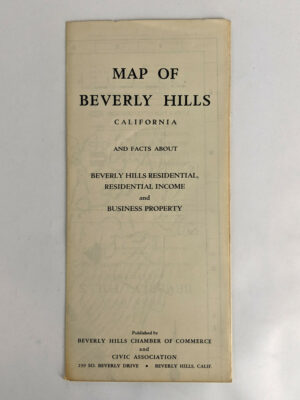 MAP OF
BEVERLY HILLS
CALIFORNIA
AND FACTS ABOUT
BEVERLY HILLS RESIDENTIAL,
RESIDENTIAL INCOME
and
BUSINESS PROPERTY
Published by
BEVERLY HILLS CHAMBER OF COMMERCE
and
CIVIC ASSOCIATION
239 SO. BEVERLY DRIVE • BEVERLY HILLS, CALIF.